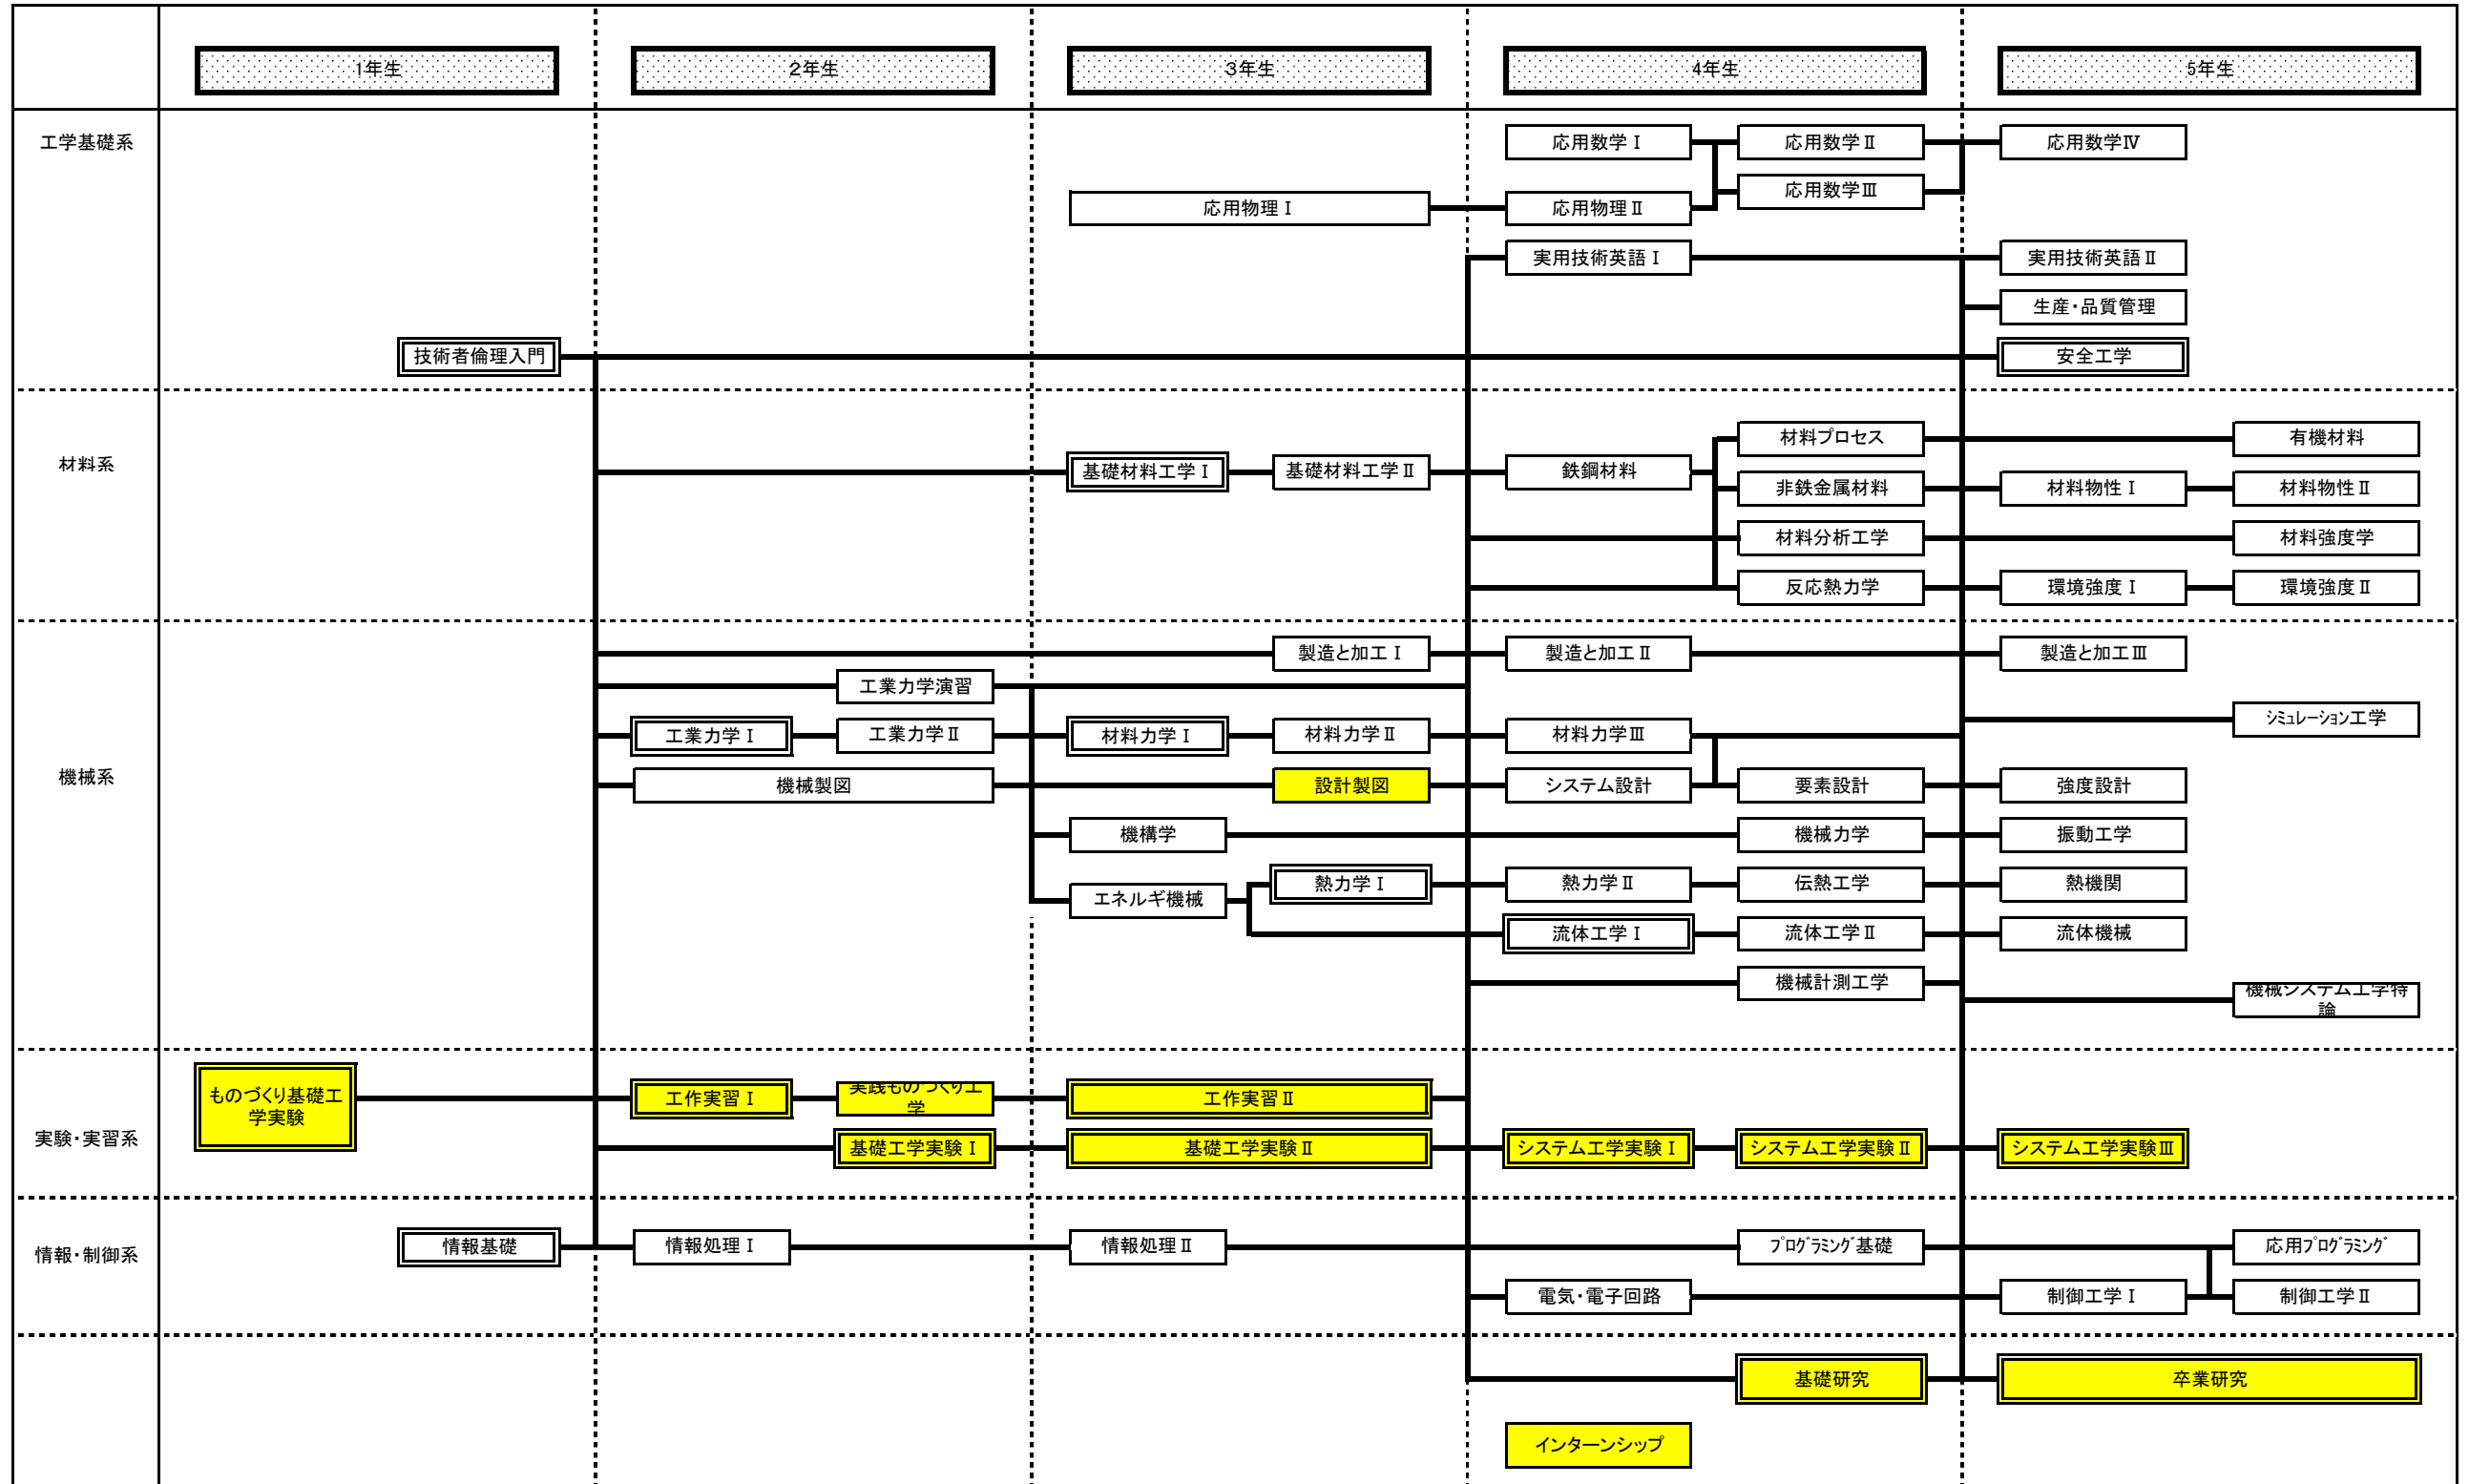 1年生
２年生
３年生
4年生
5年生
工学基礎系
応用数学Ⅰ
応用数学Ⅱ
応用数学Ⅳ
応用数学Ⅲ
応用物理Ⅰ
応用物理Ⅱ
実用技術英語Ⅰ
実用技術英語Ⅱ
生産・品質管理
技術者倫理入門
安全工学
材料系
材料プロセス
有機材料
基礎材料工学Ⅰ
基礎材料工学Ⅱ
鉄鋼材料
非鉄金属材料
材料物性Ⅰ
材料物性Ⅱ
材料分析工学
材料強度学
反応熱力学
環境強度Ⅰ
環境強度Ⅱ
機械系
製造と加工Ⅰ
製造と加工Ⅱ
製造と加工Ⅲ
工業力学演習
シミュレーション工学
工業力学Ⅰ
工業力学Ⅱ
材料力学Ⅰ
材料力学Ⅱ
材料力学Ⅲ
機械製図
設計製図
システム設計
要素設計
強度設計
機構学
機械力学
振動工学
エネルギ機械
熱力学Ⅰ
熱力学Ⅱ
伝熱工学
熱機関
流体工学Ⅰ
流体工学Ⅱ
流体機械
機械計測工学
機械システム工学特
論
実験・実習系
ものづくり基礎工
学実験
工作実習Ⅰ
実践ものづくり工
学
工作実習Ⅱ
基礎工学実験Ⅰ
基礎工学実験Ⅱ
システム工学実験Ⅰ
システム工学実験Ⅱ
システム工学実験Ⅲ
情報・制御系
情報基礎
情報処理Ⅰ
情報処理Ⅱ
プログラミング基礎
応用プログラミング
電気・電子回路
制御工学Ⅰ
制御工学Ⅱ
基礎研究
卒業研究
インターンシップ